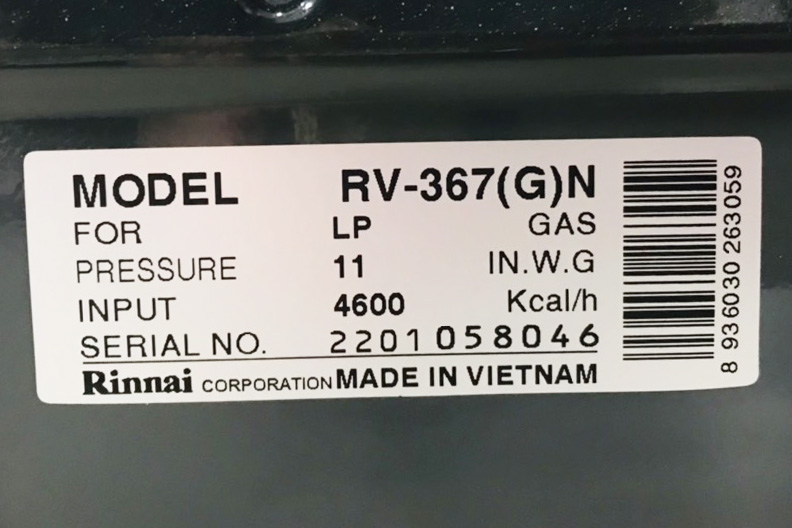 MODEL RV-367(G)N
FOR LP GAS
PRESSURE 11 IN.W.G
INPUT 4600 Kcal/h
SERIAL NO. 2201058046
Rinnai CORPORATION MADE IN VIETNAM
8 936030 263059